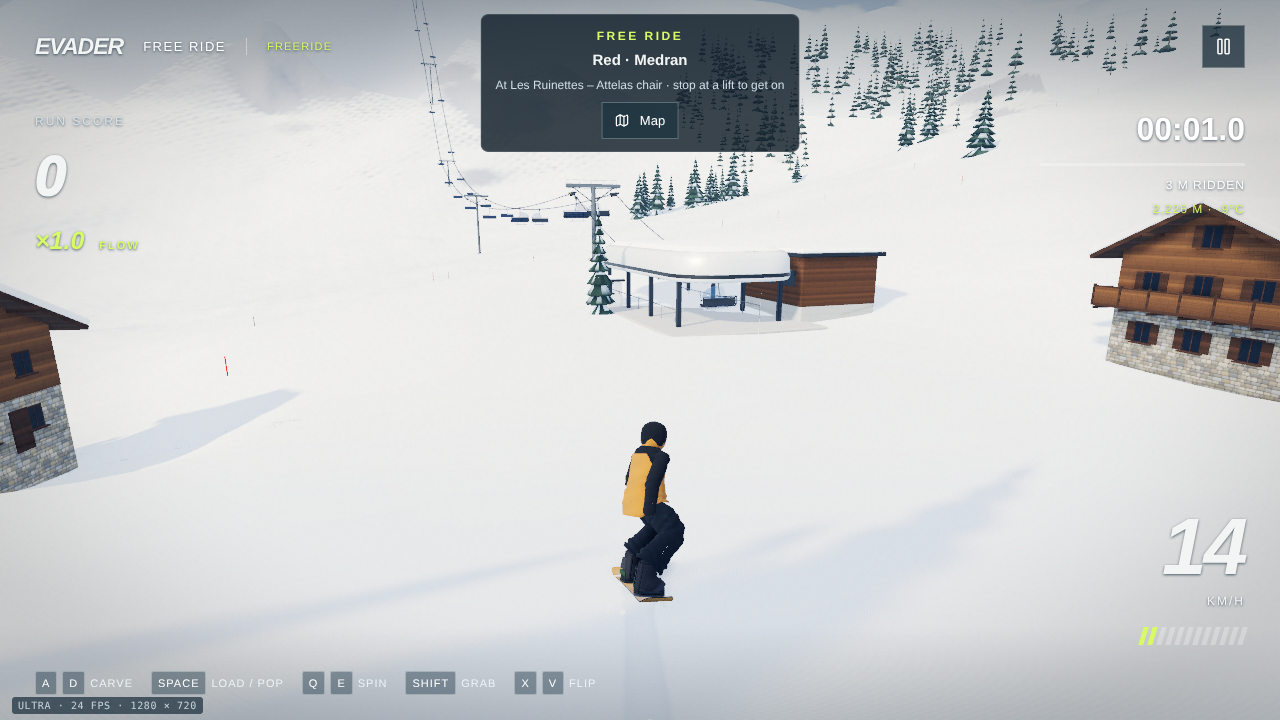 EVADER FREE RIDE FREERIDE
FREE RIDE
Red · Medran
At Les Ruinettes – Attelas chair · stop at a lift to get on
Map
RUN SCORE
0
×1.0 FLOW
00:01.0
3 M RIDDEN
14
KM/H
A D CARVE SPACE LOAD / POP Q E SPIN SHIFT GRAB X V FLIP
ULTRA · 24 FPS · 1280 × 720